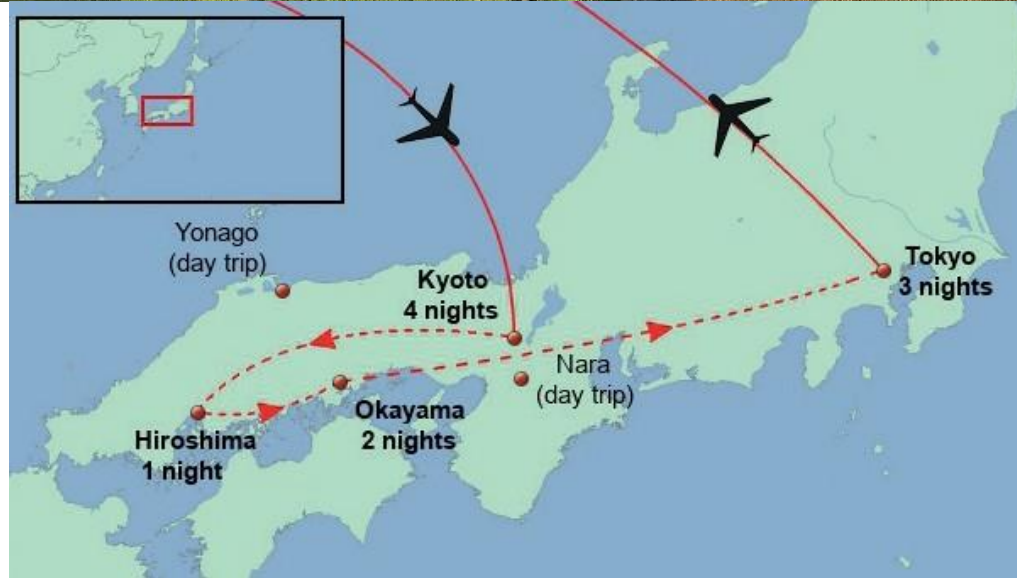 Yonago
(day trip)
Kyoto
4 nights
Tokyo
3 nights
Nara
(day trip)
Okayama
2 nights
Hiroshima
1 night